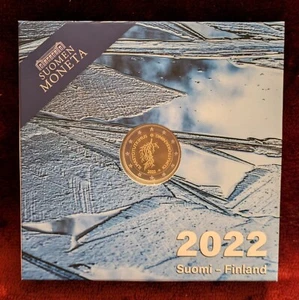 SUOMEN
MONETA
2022
Suomi - Finland